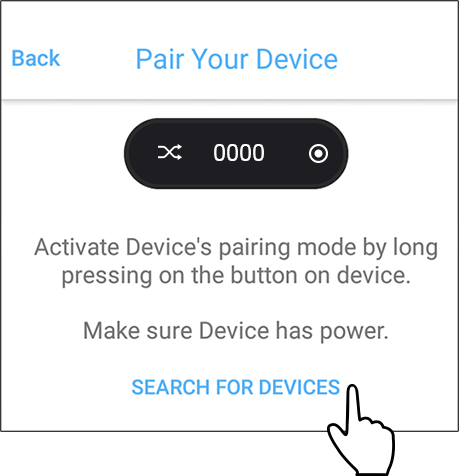 Back
Pair Your Device
0000
Activate Device's pairing mode by long
pressing on the button on device.
Make sure Device has power.
SEARCH FOR DEVICES